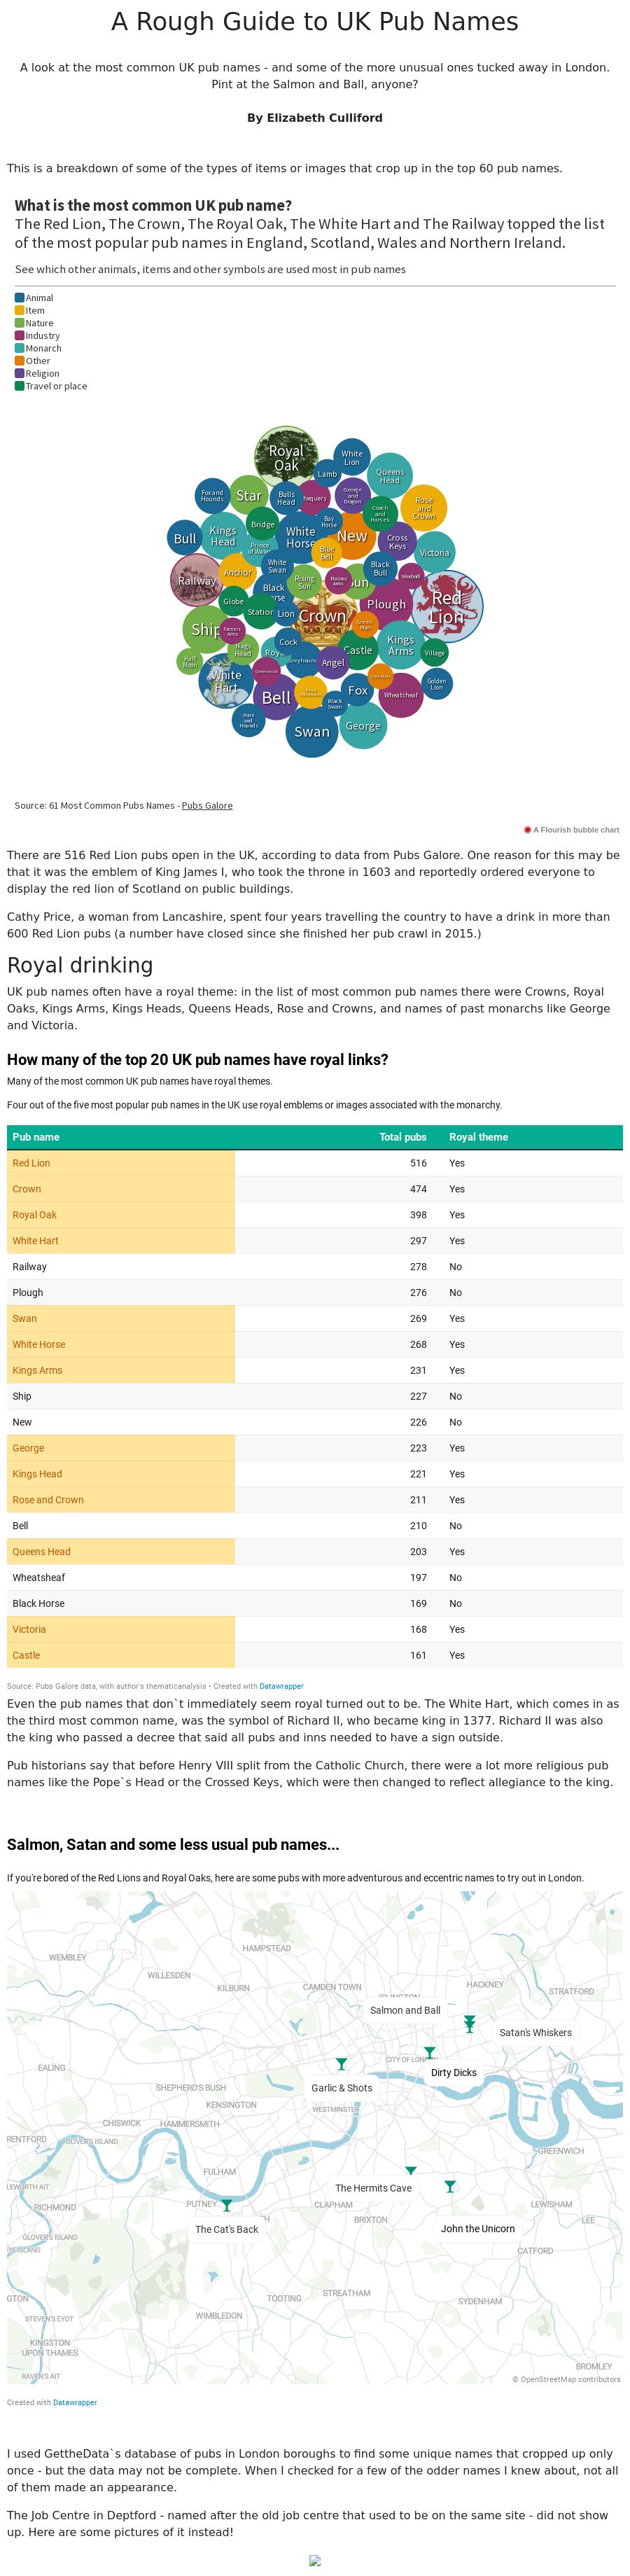 A Rough Guide to UK Pub Names
A look at the most common UK pub names - and some of the more unusual ones tucked away in London.
Pint at the Salmon and Ball, anyone?
By Elizabeth Culliford
This is a breakdown of some of the types of items or images that crop up in the top 60 pub names.
What is the most common UK pub name?
The Red Lion, The Crown, The Royal Oak, The White Hart and The Railway topped the list
of the most popular pub names in England, Scotland, Wales and Northern Ireland.
See which other animals, items and other symbols are used most in pub names
Animal
Item
Nature
Industry
Monarch
Other
Religion
Travel or place
Royal
Oak
White
Lion
Lamb
Queens
Head
Fox and
Hounds
Star
Bulls
Head
hequers
George
and
Dragon
Coach
and
Horses
Rose
and
Crown
Bull
Kings
Head
Bridge
Prince
of Wales
White
Horse
Bay
Horse
New
Blue
Bell
Cross
Keys
Victoria
Railway
Anchor
White
Swan
Black
Bull
Rising
Sun
Masons
Arms
Sun
Windmill
Red
Lion
Globe
Black
orse
Station
Lion
Crown
Plough
Ship
Farmers
Arms
Green
Man
Nags
Head
Roy
Cock
Kings
Arms
Village
Half
Moon
White
Hart
Commercial
Greyhound
Angel
Castle
Golden
Lion
Bell
Black
Swan
Fox
Wheatsheaf
Hare
and
Hounds
Swan
George
Source: 61 Most Common Pubs Names - Pubs Galore
A Flourish bubble chart
There are 516 Red Lion pubs open in the UK, according to data from Pubs Galore. One reason for this may be
that it was the emblem of King James I, who took the throne in 1603 and reportedly ordered everyone to
display the red lion of Scotland on public buildings.
Cathy Price, a woman from Lancashire, spent four years travelling the country to have a drink in more than
600 Red Lion pubs (a number have closed since she finished her pub crawl in 2015.)
Royal drinking
UK pub names often have a royal theme: in the list of most common pub names there were Crowns, Royal
Oaks, Kings Arms, Kings Heads, Queens Heads, Rose and Crowns, and names of past monarchs like George
and Victoria.
How many of the top 20 UK pub names have royal links?
Many of the most common UK pub names have royal themes.
Four out of the five most popular pub names in the UK use royal emblems or images associated with the monarchy.
Pub name Total pubs Royal theme
Red Lion 516 Yes
Crown 474 Yes
Royal Oak 398 Yes
White Hart 297 Yes
Railway 278 No
Plough 276 No
Swan 269 Yes
White Horse 268 Yes
Kings Arms 231 Yes
Ship 227 No
New 226 No
George 223 Yes
Kings Head 221 Yes
Rose and Crown 211 Yes
Bell 210 No
Queens Head 203 Yes
Wheatsheaf 197 No
Black Horse 169 No
Victoria 168 Yes
Castle 161 Yes
Source: Pubs Galore data, with author's thematicanalysis • Created with Datawrapper
Even the pub names that don`t immediately seem royal turned out to be. The White Hart, which comes in as
the third most common name, was the symbol of Richard II, who became king in 1377. Richard II was also
the king who passed a decree that said all pubs and inns needed to have a sign outside.
Pub historians say that before Henry VIII split from the Catholic Church, there were a lot more religious pub
names like the Pope`s Head or the Crossed Keys, which were then changed to reflect allegiance to the king.
Salmon, Satan and some less usual pub names...
If you're bored of the Red Lions and Royal Oaks, here are some pubs with more adventurous and eccentric names to try out in London.
HAMPSTEAD
WEMBLEY
WILLESDEN
KILBURN
CAMDEN TOWN
HACKNEY
STRATFORD
ISLINGTON
Salmon and Ball
Satan's Whiskers
CITY OF LONDON
Dirty Dicks
EALING
SHEPHERD'S BUSH
Garlic & Shots
KENSINGTON
WESTMINSTER
CHISWICK
HAMMERSMITH
RENTFORD
OLIVER'S ISLAND
GREENWICH
FULHAM
LEWORTH AIT
The Hermits Cave
RICHMOND
PUTNEY
CLAPHAM
LEWISHAM
BRIXTON
LEE
The Cat's Back
TH
John the Unicorn
GLOVER'S ISLAND
RIE ISLAND
CATFORD
GTON
TOOTING
STREATHAM
SYDENHAM
STEVEN'S EYOT
WIMBLEDON
KINGSTON
UPON THAMES
RAVEN'S AIT
BROMLEY
© OpenStreetMap contributors
Created with Datawrapper
I used GettheData`s database of pubs in London boroughs to find some unique names that cropped up only
once - but the data may not be complete. When I checked for a few of the odder names I knew about, not all
of them made an appearance.
The Job Centre in Deptford - named after the old job centre that used to be on the same site - did not show
up. Here are some pictures of it instead!